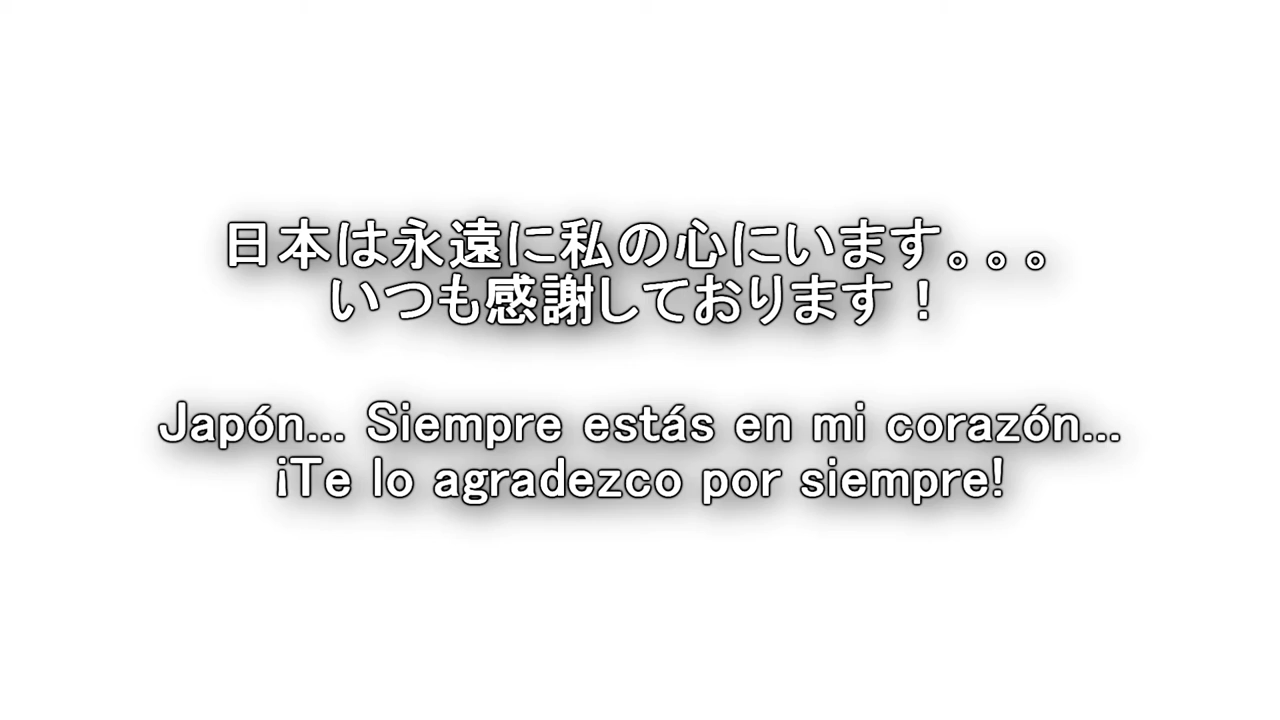 日本は永遠に私の心にいます。。。
いつも感謝しております！
Japón... Siempre estás en mi corazón...
¡Te lo agradezco por siempre!